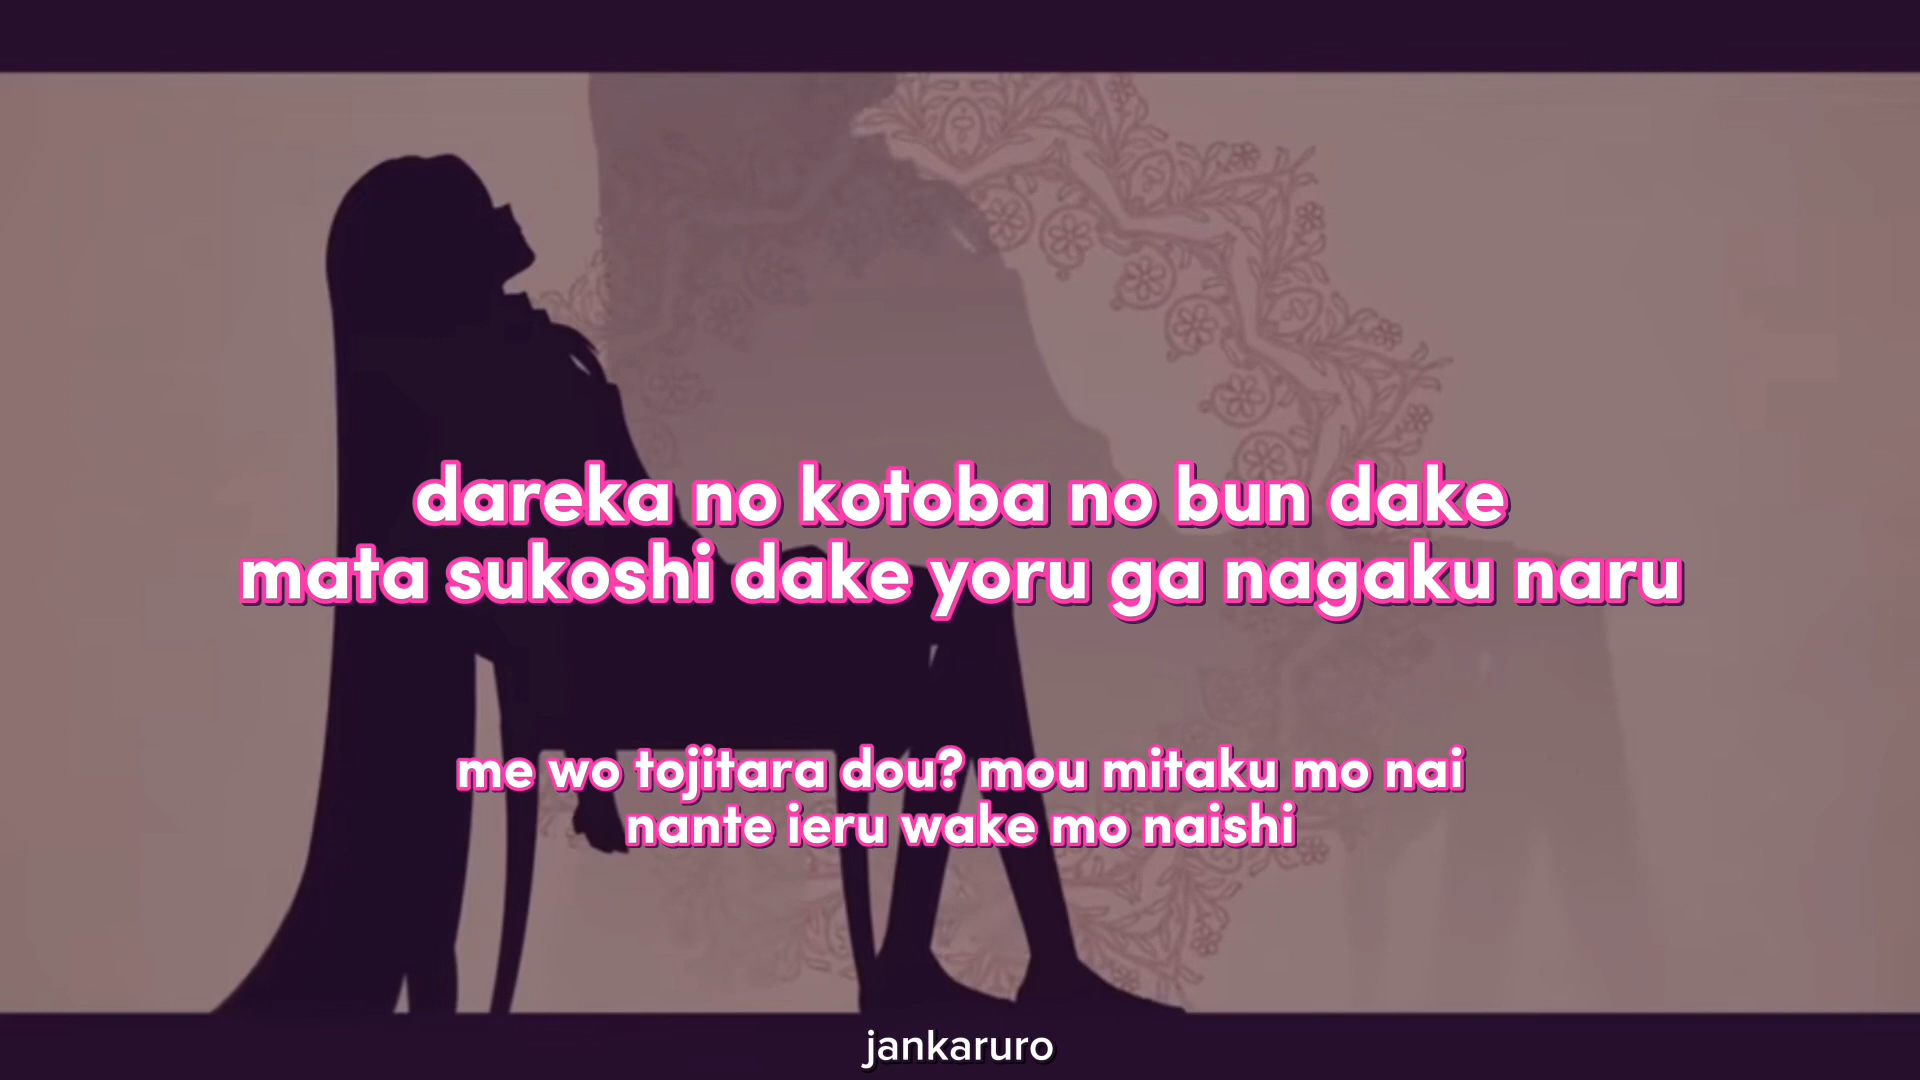 dareka no kotoba no bun dake
mata sukoshi dake yoru ga nagaku naru
me wo tojitara dou? mou mitaku mo nai
nante ieru wake mo naishi
jankaruro